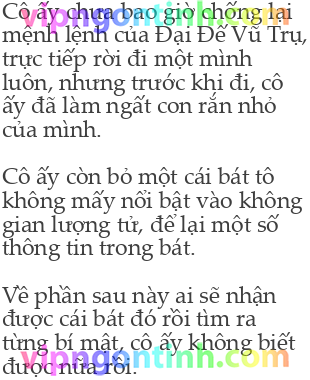 Cô ấy chưa bao giờ chống lại
mệnh lệnh của Đại Đế Vũ Trụ,
trực tiếp rời đi một mình
luôn, nhưng trước khi đi, cô
ấy đã làm ngất con rắn nhỏ
của mình.
Cô ấy còn bỏ một cái bát tô
không mấy nổi bật vào không
gian lượng tử, để lại một số
thông tin trong bát.
Về phần sau này ai sẽ nhận
được cái bát đó rồi tìm ra
từng bí mật, cô ấy không biết
được nữa rồi.
vipngontinh.com
vipngontinh.com